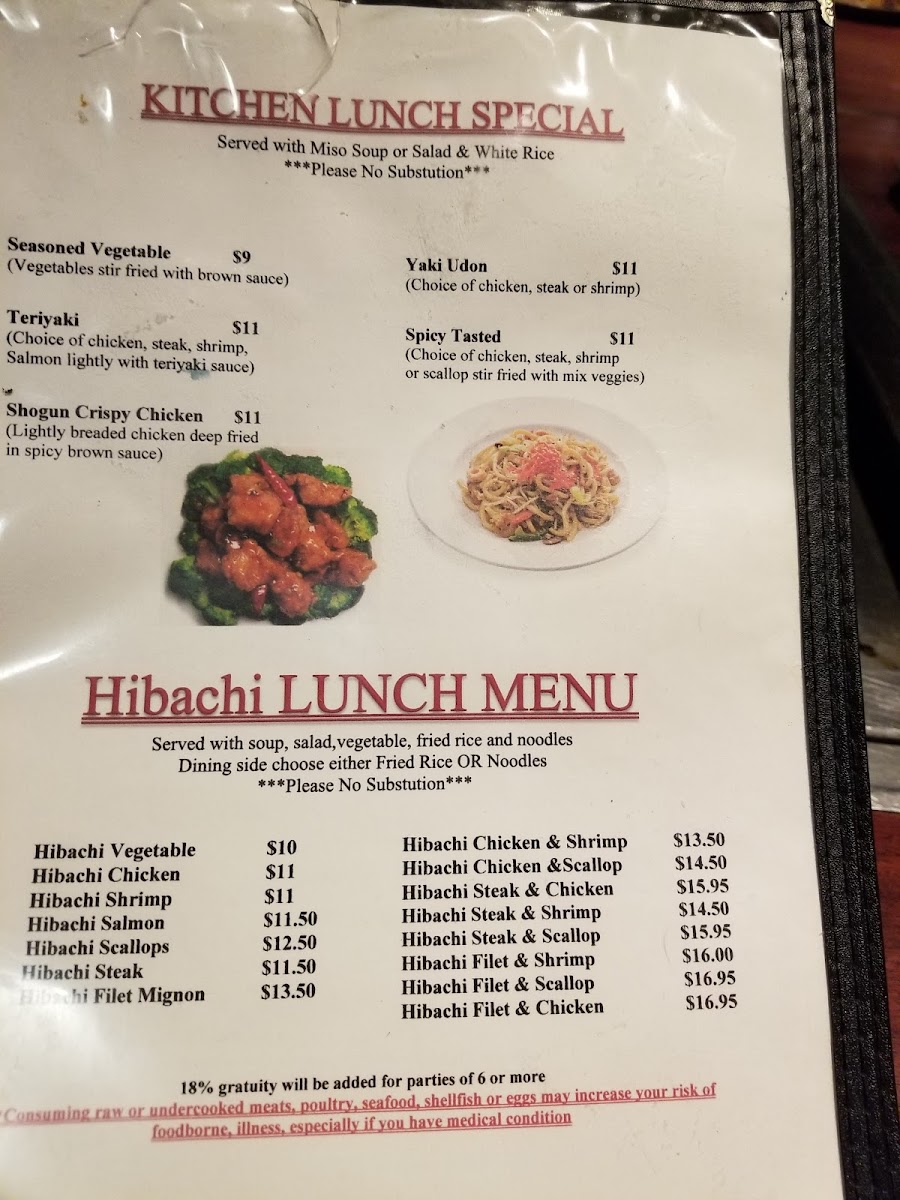 KITCHEN LUNCH SPECIAL
Served with Miso Soup or Salad & White Rice
***Please No Substution***
Seasoned Vegetable $9
(Vegetables stir fried with brown sauce)
Teriyaki $11
(Choice of chicken, steak, shrimp,
Salmon lightly with teriyaki sauce)
Shogun Crispy Chicken $11
(Lightly breaded chicken deep fried
in spicy brown sauce)
Yaki Udon $11
(Choice of chicken, steak or shrimp)
Spicy Tasted $11
(Choice of chicken, steak, shrimp
or scallop stir fried with mix veggies)
Hibachi LUNCH MENU
Served with soup, salad,vegetable, fried rice and noodles
Dining side choose either Fried Rice OR Noodles
***Please No Substution***
Hibachi Vegetable $10
Hibachi Chicken $11
Hibachi Shrimp $11
Hibachi Salmon $11.50
Hibachi Scallops $12.50
Hibachi Steak $11.50
Hibachi Filet Mignon $13.50
Hibachi Chicken & Shrimp $13.50
Hibachi Chicken &Scallop $14.50
Hibachi Steak & Chicken $15.95
Hibachi Steak & Shrimp $14.50
Hibachi Steak & Scallop $15.95
Hibachi Filet & Shrimp $16.00
Hibachi Filet & Scallop $16.95
Hibachi Filet & Chicken $16.95
18% gratuity will be added for parties of 6 or more
*Consuming raw or undercooked meats, poultry, seafood, shellfish or eggs may increase your risk of
foodborne, illness, especially if you have medical condition